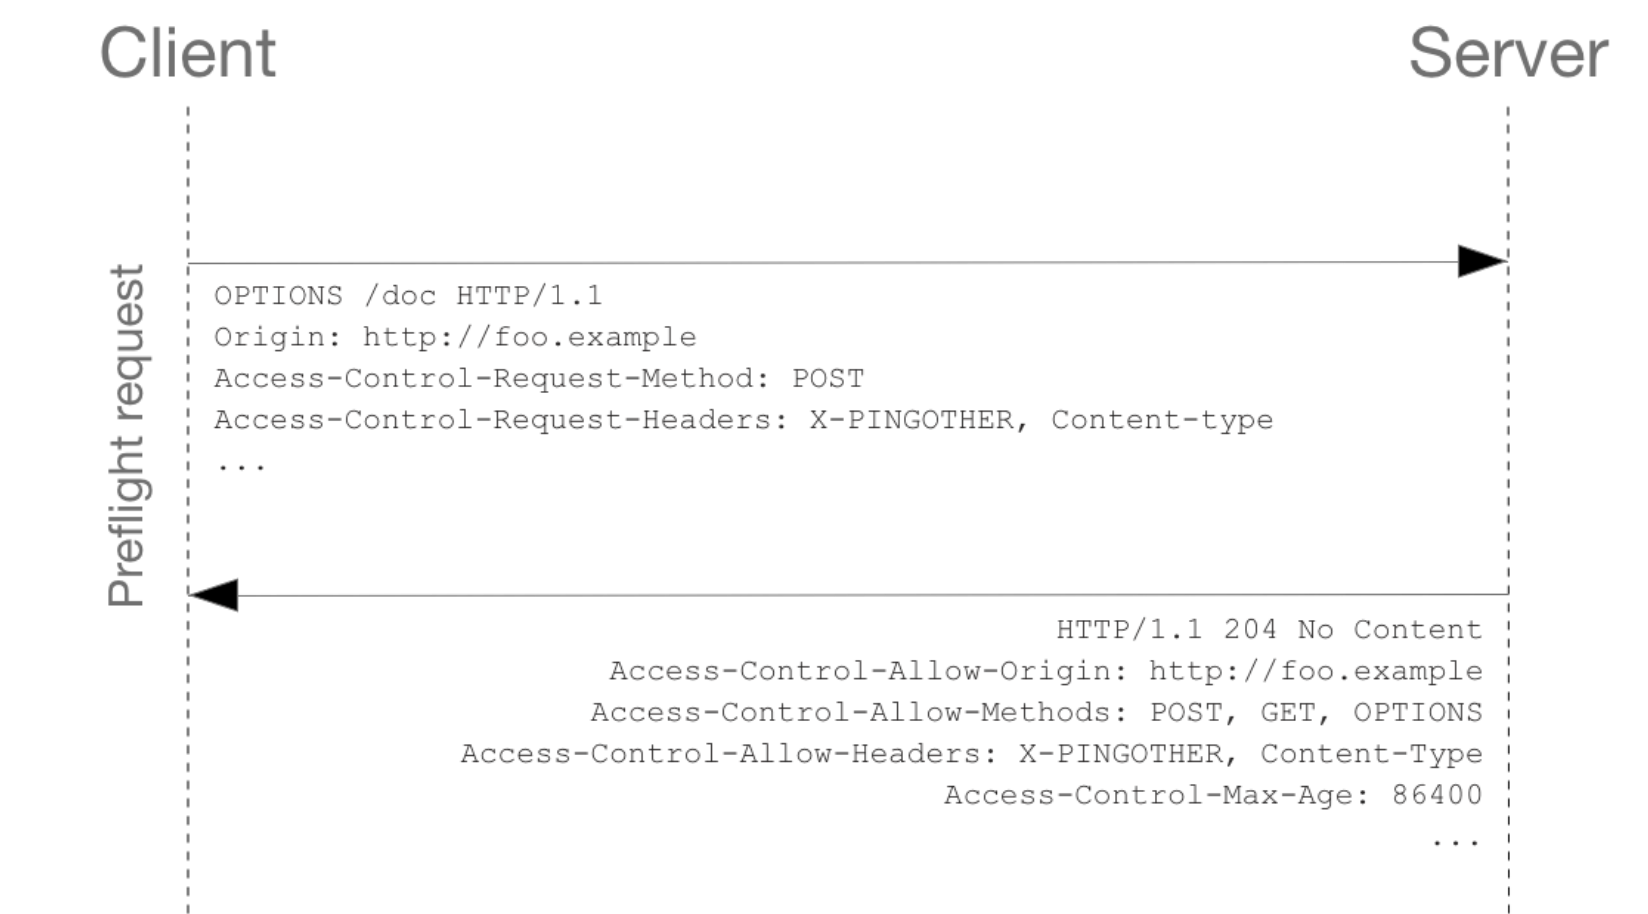 Client
Server
Preflight request
OPTIONS /doc HTTP/1.1
Origin: http://foo.example
Access-Control-Request-Method: POST
Access-Control-Request-Headers: X-PINGOTHER, Content-type
...
HTTP/1.1 204 No Content
Access-Control-Allow-Origin: http://foo.example
Access-Control-Allow-Methods: POST, GET, OPTIONS
Access-Control-Allow-Headers: X-PINGOTHER, Content-Type
Access-Control-Max-Age: 86400
...